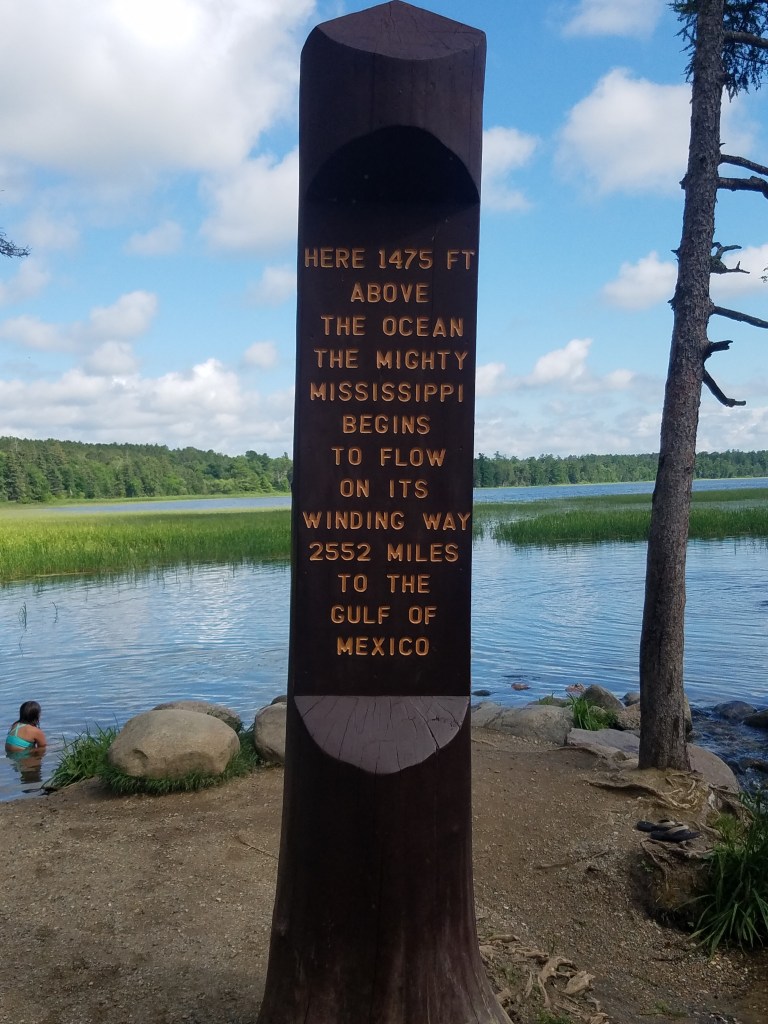 HERE 1475 FT
ABOVE
THE OCEAN
THE MIGHTY
MISSISSIPPI
BEGINS
TO FLOW
ON ITS
WINDING WAY
2552 MILES
TO THE
GULF OF
MEXICO